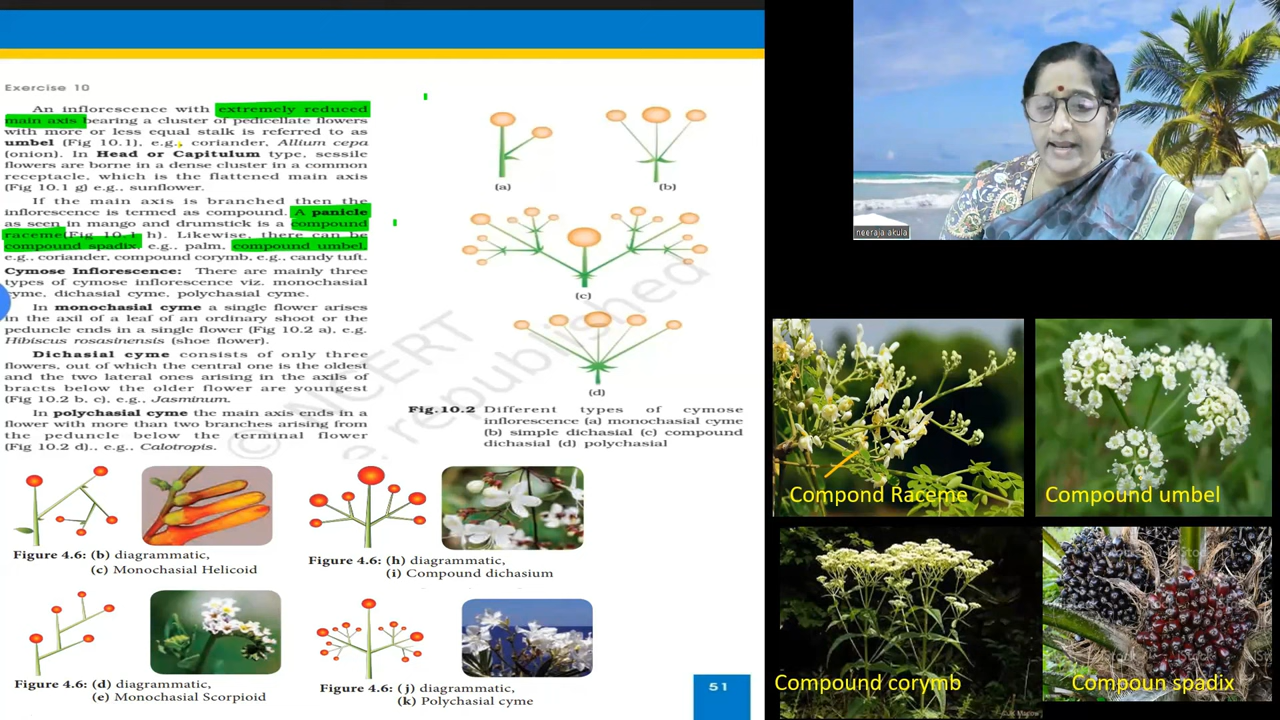 Exercise 10
An inflorescence with extremely reduced
main axis bearing a cluster of pedicellate flowers
with more or less equal stalk is referred to as
umbel (Fig 10.1), e.g., coriander, Allium cepa
(onion). In Head or Capitulum type, sessile
flowers are borne in a dense cluster in a common
receptacle, which is the flattened main axis
(Fig 10.1 g) e.g., sunflower.
If the main axis is branched then the
inflorescence is termed as compound. A panicle
as seen in mango and drumstick is a compound
raceme(Fig 10.1 h). Likewise, there can be
compound spadix, e.g., palm, compound umbel,
e.g., coriander, compound corymb, e.g., candy tuft.
Cymose Inflorescence: There are mainly three
types of cymose inflorescence viz. monochasial
cyme, dichasial cyme, polychasial cyme.
In monochasial cyme a single flower arises
in the axil of a leaf of an ordinary shoot or the
peduncle ends in a single flower (Fig 10.2 a), e.g.
Hibiscus rosasinensis (shoe flower).
Dichasial cyme consists of only three
flowers, out of which the central one is the oldest
and the two lateral ones arising in the axils of
bracts below the older flower are youngest
(Fig 10.2 b, c), e.g., Jasminum.
In polychasial cyme the main axis ends in a
flower with more than two branches arising from
the peduncle below the terminal flower
(Fig 10.2 d)., e.g., Calotropis.
(a)
(b)
(c)
(d)
Fig.10.2 Different types of cymose
inflorescence (a) monochasial cyme
(b) simple dichasial (c) compound
dichasial (d) polychasial
© NCERT
republished
Figure 4.6: (b) diagrammatic,
(c) Monochasial Helicoid
Figure 4.6: (h) diagrammatic,
(i) Compound dichasium
Figure 4.6: (d) diagrammatic,
(e) Monochasial Scorpioid
Figure 4.6: (j) diagrammatic,
(k) Polychasial cyme
51
neeraja akula
Compond Raceme
Compound umbel
Compound corymb
Compoun spadix